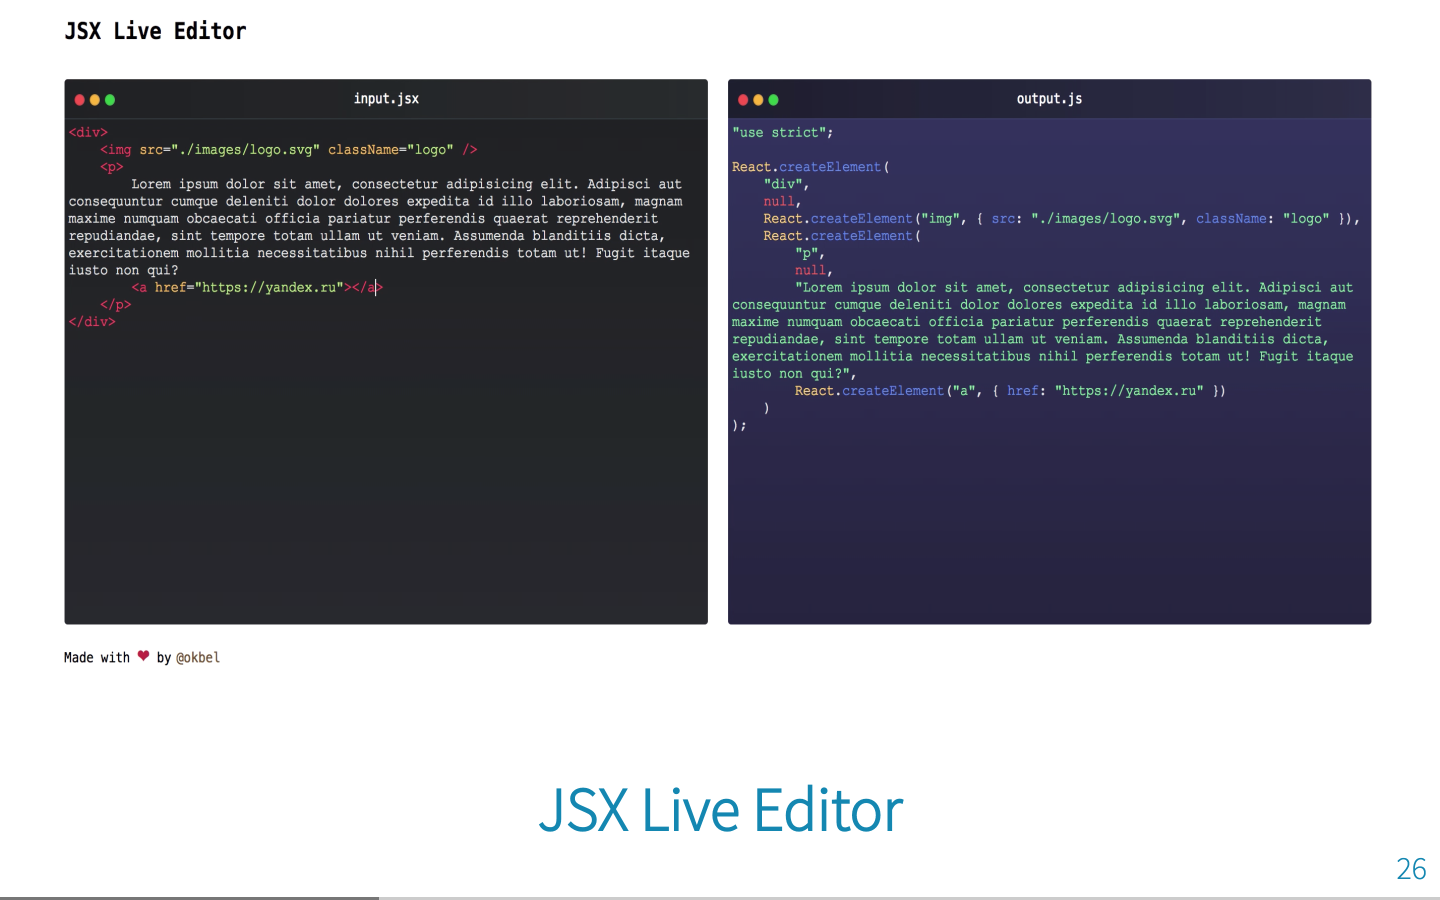 JSX Live Editor
input.jsx
<div>
    <img src="./images/logo.svg" className="logo" />
    <p>
        Lorem ipsum dolor sit amet, consectetur adipisicing elit. Adipisci aut
consequuntur cumque deleniti dolor dolores expedita id illo laboriosam, magnam
maxime numquam obcaecati officia pariatur perferendis quaerat reprehenderit
repudiandae, sint tempore totam ullam ut veniam. Assumenda blanditiis dicta,
exercitationem mollitia necessitatibus nihil perferendis totam ut! Fugit itaque
iusto non qui?
        <a href="https://yandex.ru"></a>
    </p>
</div>
output.js
"use strict";
React.createElement(
    "div",
    null,
    React.createElement("img", { src: "./images/logo.svg", className: "logo" }),
    React.createElement(
        "p",
        null,
        "Lorem ipsum dolor sit amet, consectetur adipisicing elit. Adipisci aut
consequuntur cumque deleniti dolor dolores expedita id illo laboriosam, magnam
maxime numquam obcaecati officia pariatur perferendis quaerat reprehenderit
repudiandae, sint tempore totam ullam ut veniam. Assumenda blanditiis dicta,
exercitationem mollitia necessitatibus nihil perferendis totam ut! Fugit itaque
iusto non qui?",
        React.createElement("a", { href: "https://yandex.ru" })
    )
);
Made with ❤ by @okbel
JSX Live Editor
26